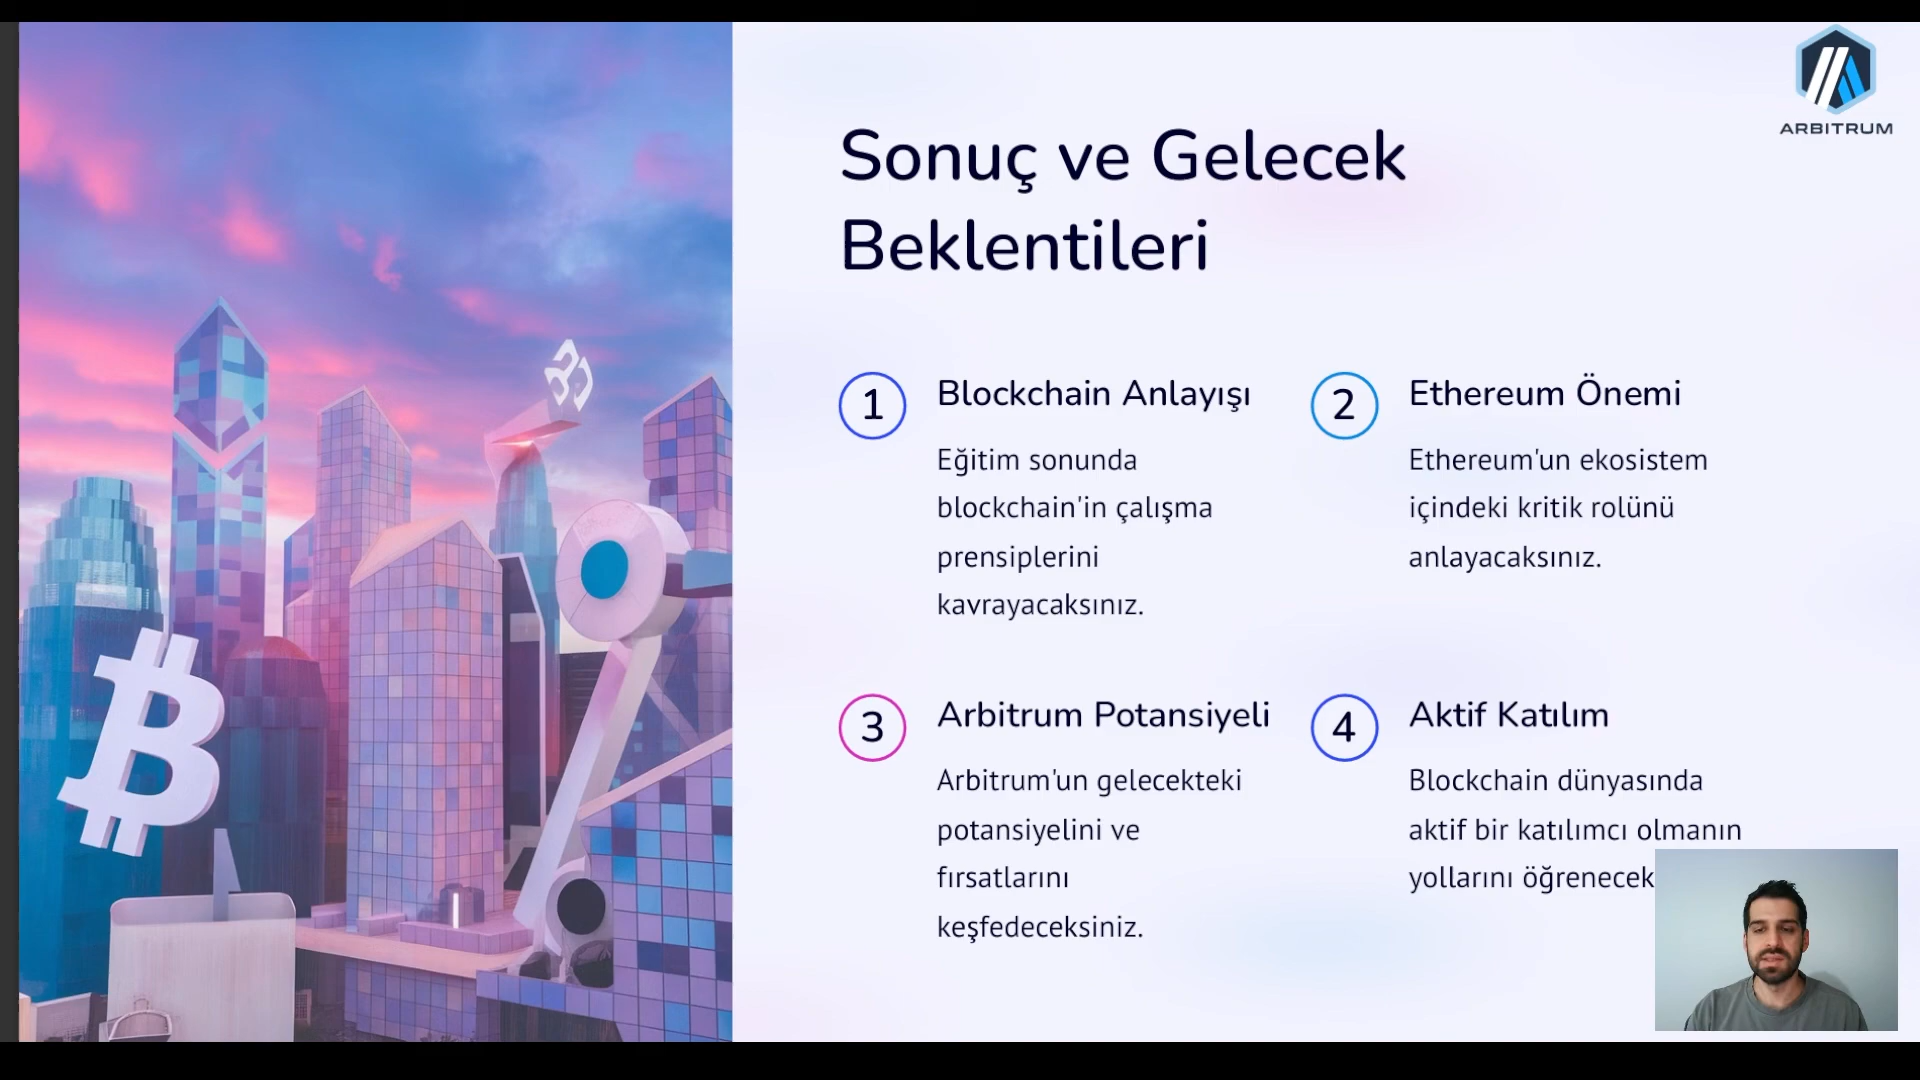 ARBITRUM
Sonuç ve Gelecek
Beklentileri
1
Blockchain Anlayışı
Eğitim sonunda
blockchain'in çalışma
prensiplerini
kavrayacaksınız.
2
Ethereum Önemi
Ethereum'un ekosistem
içindeki kritik rolünü
anlayacaksınız.
3
Arbitrum Potansiyeli
Arbitrum'un gelecekteki
potansiyelini ve
fırsatlarını
keşfedeceksiniz.
4
Aktif Katılım
Blockchain dünyasında
aktif bir katılımcı olmanın
yollarını öğrenecek